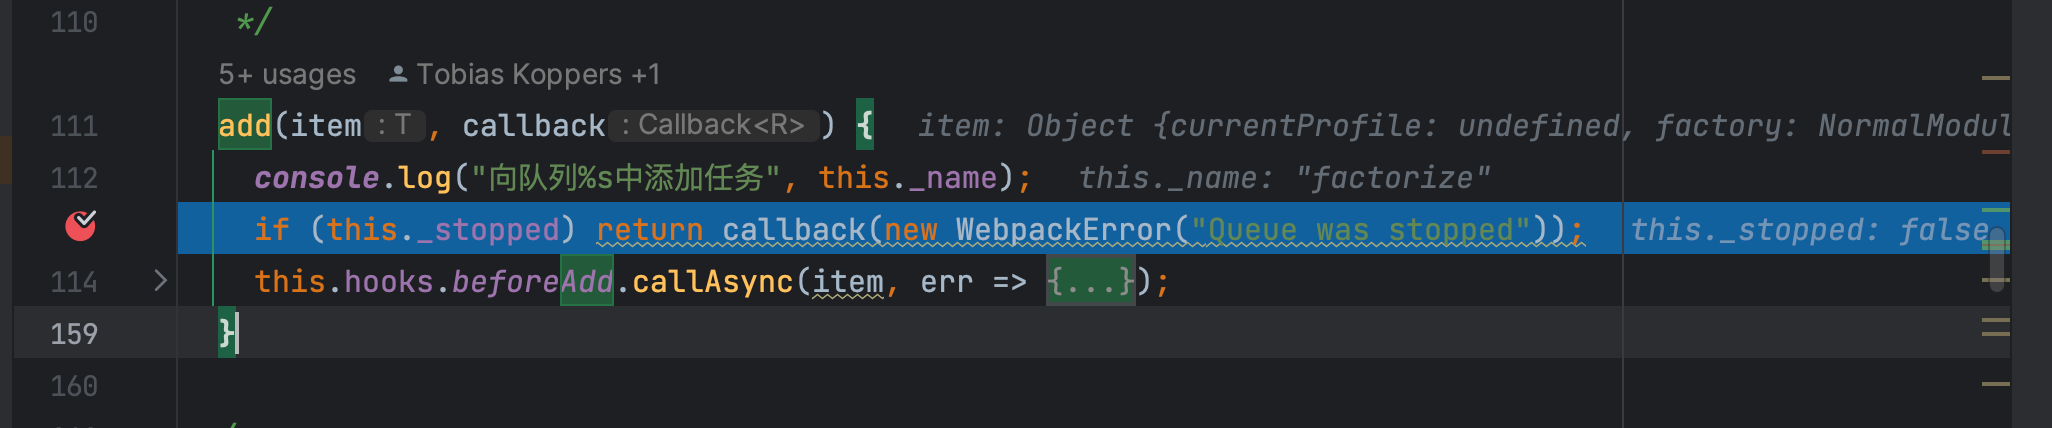 110 */
5+ usages Tobias Koppers +1
111 add(item : T , callback : Callback<R> ) { item: Object {currentProfile: undefined, factory: NormalModul
112 console.log("向队列%s中添加任务", this._name); this._name: "factorize"
if (this._stopped) return callback(new WebpackError("Queue was stopped")); this._stopped: false
114 this.hooks.beforeAdd.callAsync(item, err => {...});
159 }
160